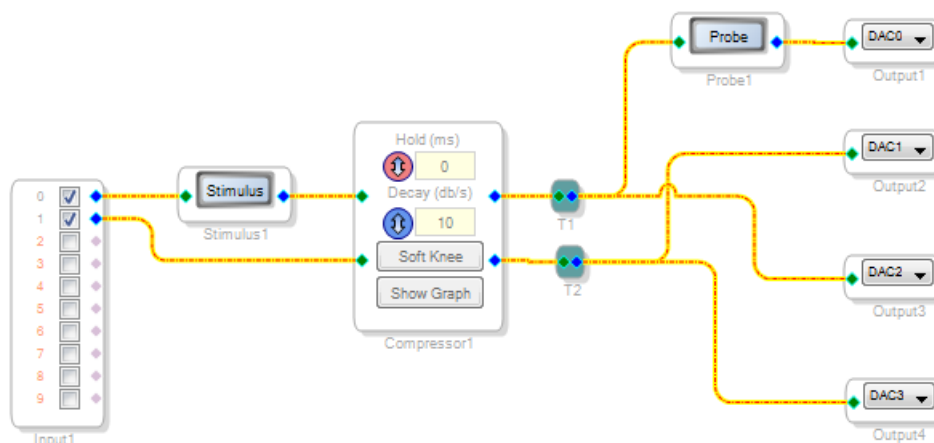 Probe
Probe1
DAC0
Output1
DAC1
Output2
Hold (ms)
0
Decay (db/s)
10
Soft Knee
Show Graph
Compressor1
Stimulus
Stimulus1
0
1
2
3
4
5
6
7
8
9
Input1
T1
T2
DAC2
Output3
DAC3
Output4